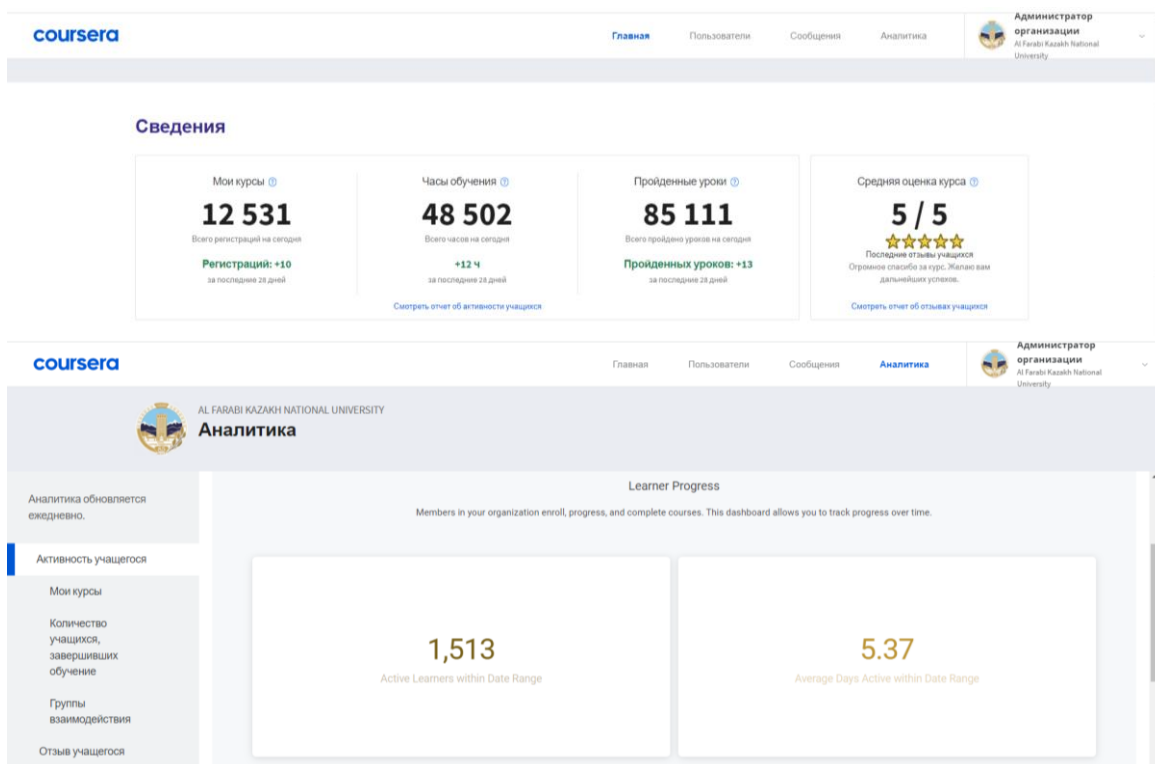 coursera
Главная
Пользователи
Сообщения
Аналитика
Администратор
организации
Al Farabi Kazakh National
University
Сведения
Мои курсы
12 531
Всего регистраций на сегодня
Регистраций: +10
за последние 28 дней
Часы обучения
48 502
Всего часов на сегодня
+12 ч
за последние 28 дней
Смотреть отчет об активности учащихся
Пройденные уроки
85 111
Всего пройдено уроков на сегодня
Пройденных уроков: +13
за последние 28 дней
Средняя оценка курса
5 / 5
Последние отзывы учащихся
Огромное спасибо за курс. Желаю вам
дальнейших успехов.
Смотреть отчет об отзывах учащихся
coursera
Главная
Пользователи
Сообщения
Аналитика
Администратор
организации
Al Farabi Kazakh National
University
AL FARABI KAZAKH NATIONAL UNIVERSITY
Аналитика
Аналитика обновляется
ежедневно.
Активность учащегося
Мои курсы
Количество
учащихся,
завершивших
обучение
Группы
взаимодействия
Отзыв учащегося
Learner Progress
Members in your organization enroll, progress, and complete courses. This dashboard allows you to track progress over time.
1,513
Active Learners within Date Range
5.37
Average Days Active within Date Range